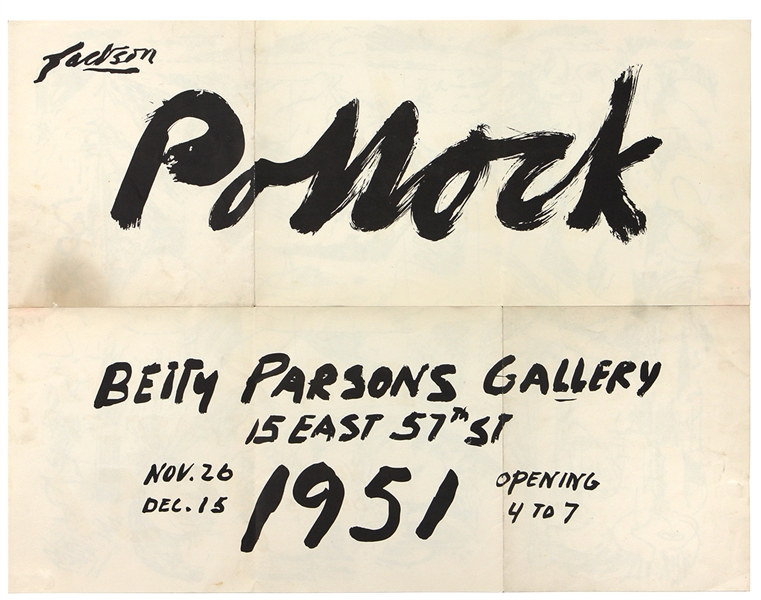 Jackson
Pollock
BETTY PARSONS GALLERY
15 EAST 57TH ST
NOV. 26
DEC. 15
1951
OPENING
4 TO 7